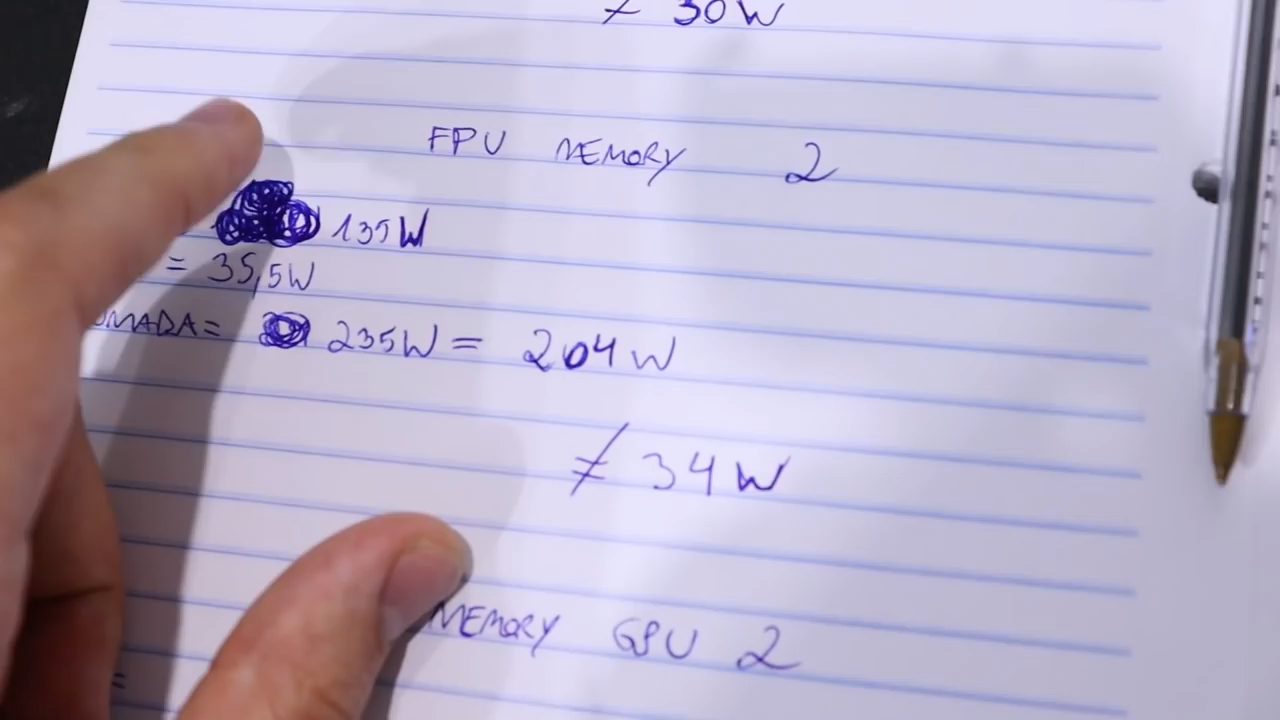 ≠ 30W
FPU MEMORY 2
135W
= 35,5W
OMADA= 235W = 204W
≠ 34W
MEMORY GPU 2
=